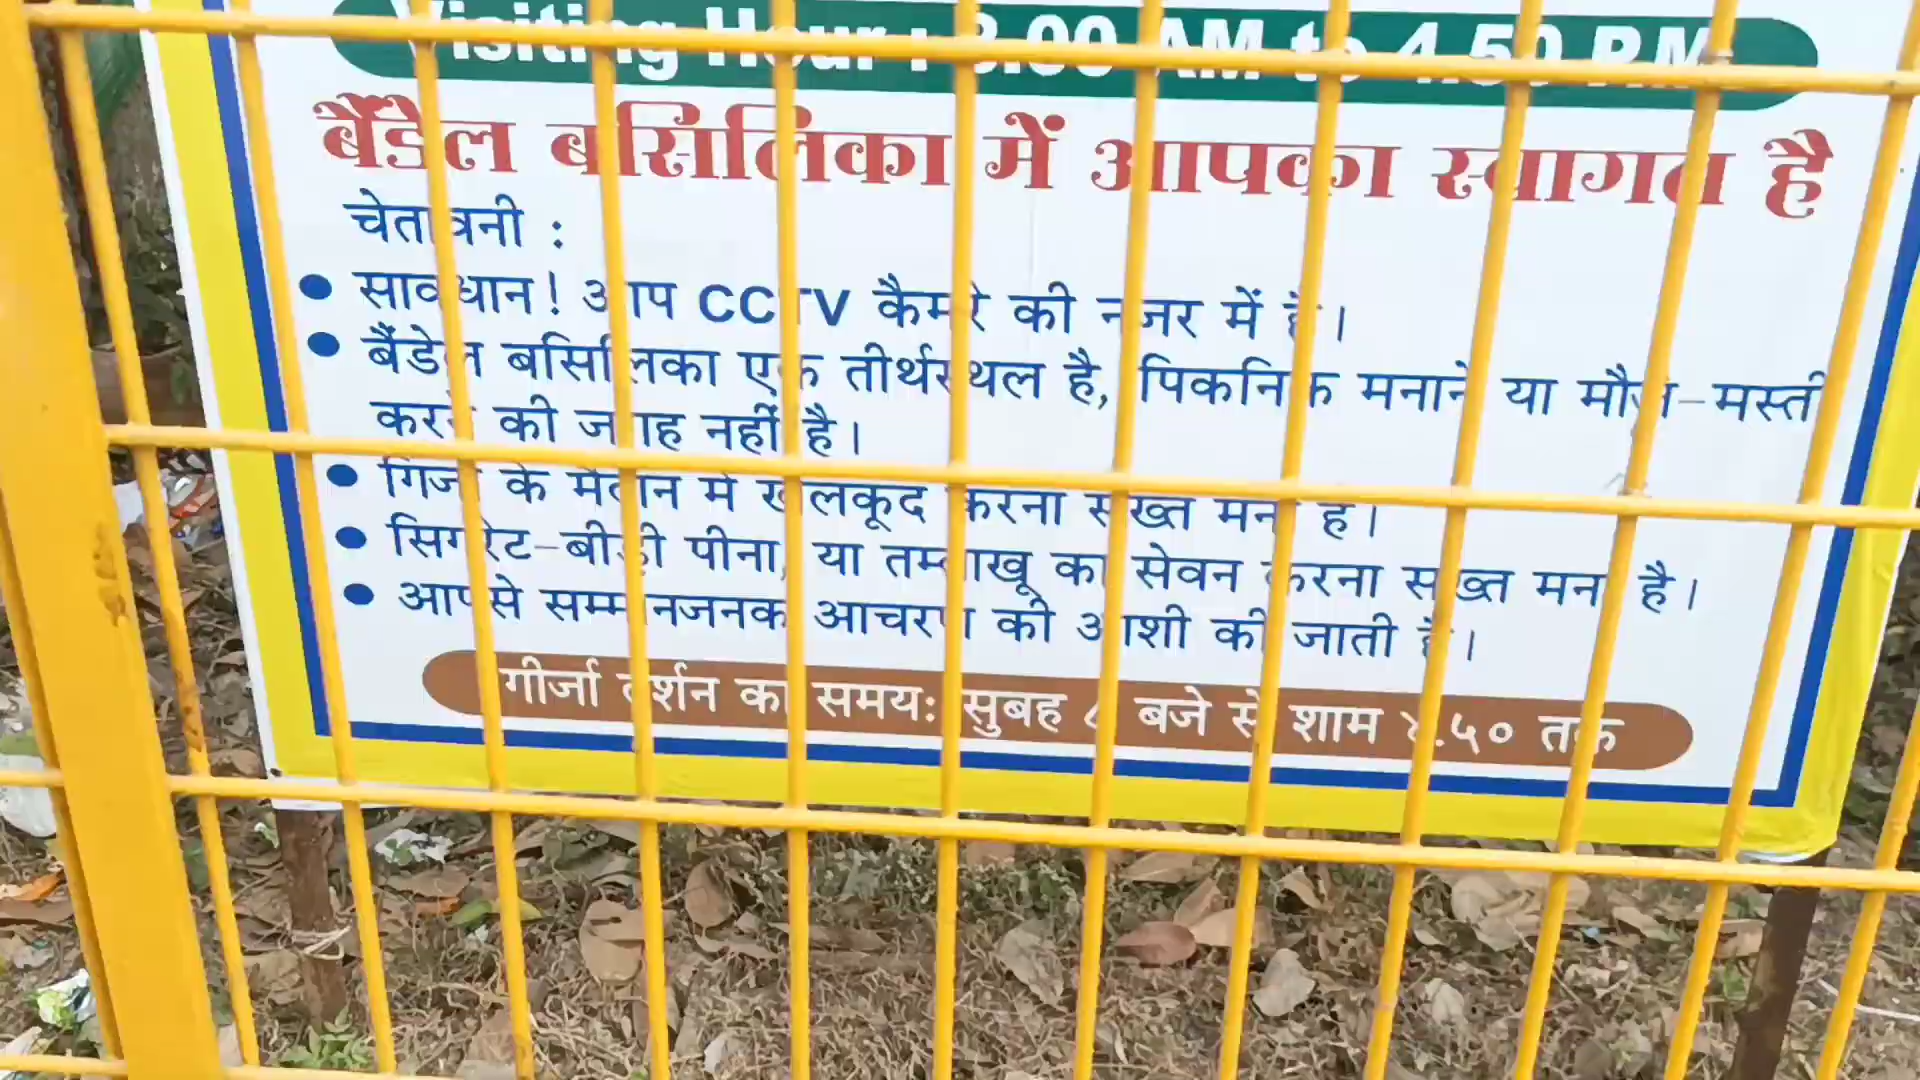 Visiting Hour : 8.00 AM to 4.50 P.M.
बैंडेल बसिलिका में आपका स्वागत है
चेतावनी :
सावधान! आप CCTV कैमरे की नजर में है।
बैंडेल बसिलिका एक तीर्थस्थल है, पिकनिक मनाने या मौज-मस्ती
करने की जगह नहीं है।
गिर्जा के मैदान में खेलकूद करना सख्त मना है।
सिगरेट-बीड़ी पीना, या तम्बाखू का सेवन करना सख्त मना है।
आपसे सम्मानजनक आचरण की आशी की जाती है।
गीर्जा दर्शन का समय: सुबह ८ बजे से शाम ४.५० तक